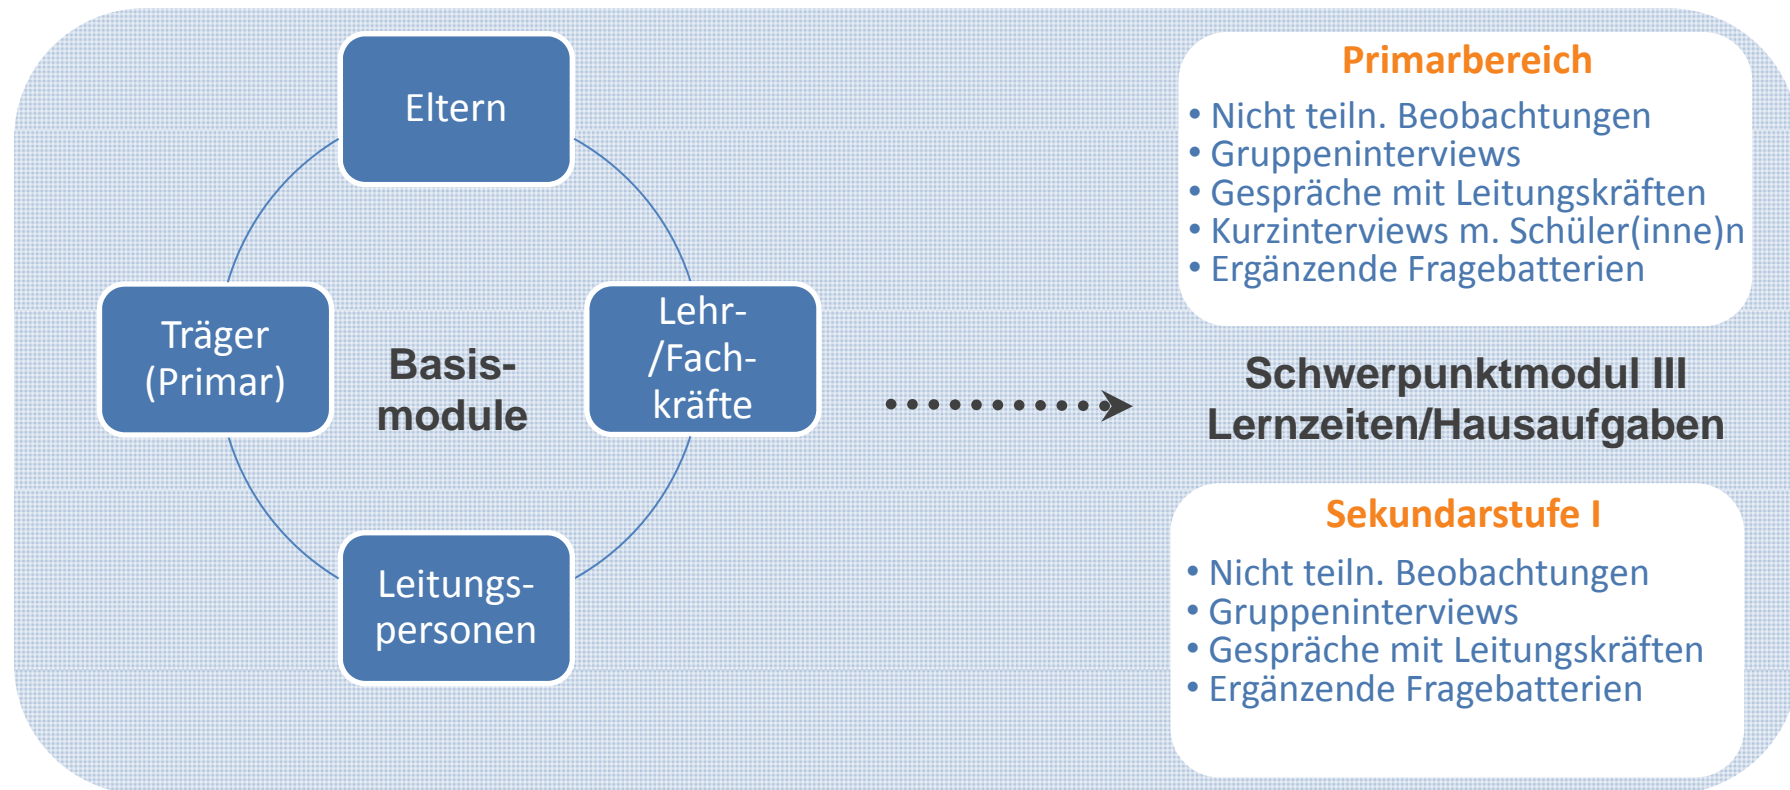 Eltern
Träger
(Primar)
Basis-
module
Lehr-
/Fach-
kräfte
Leitungs-
personen
Primarbereich
• Nicht teiln. Beobachtungen
• Gruppeninterviews
• Gespräche mit Leitungskräften
• Kurzinterviews m. Schüler(inne)n
• Ergänzende Fragebatterien
Schwerpunktmodul III
Lernzeiten/Hausaufgaben
Sekundarstufe I
• Nicht teiln. Beobachtungen
• Gruppeninterviews
• Gespräche mit Leitungskräften
• Ergänzende Fragebatterien